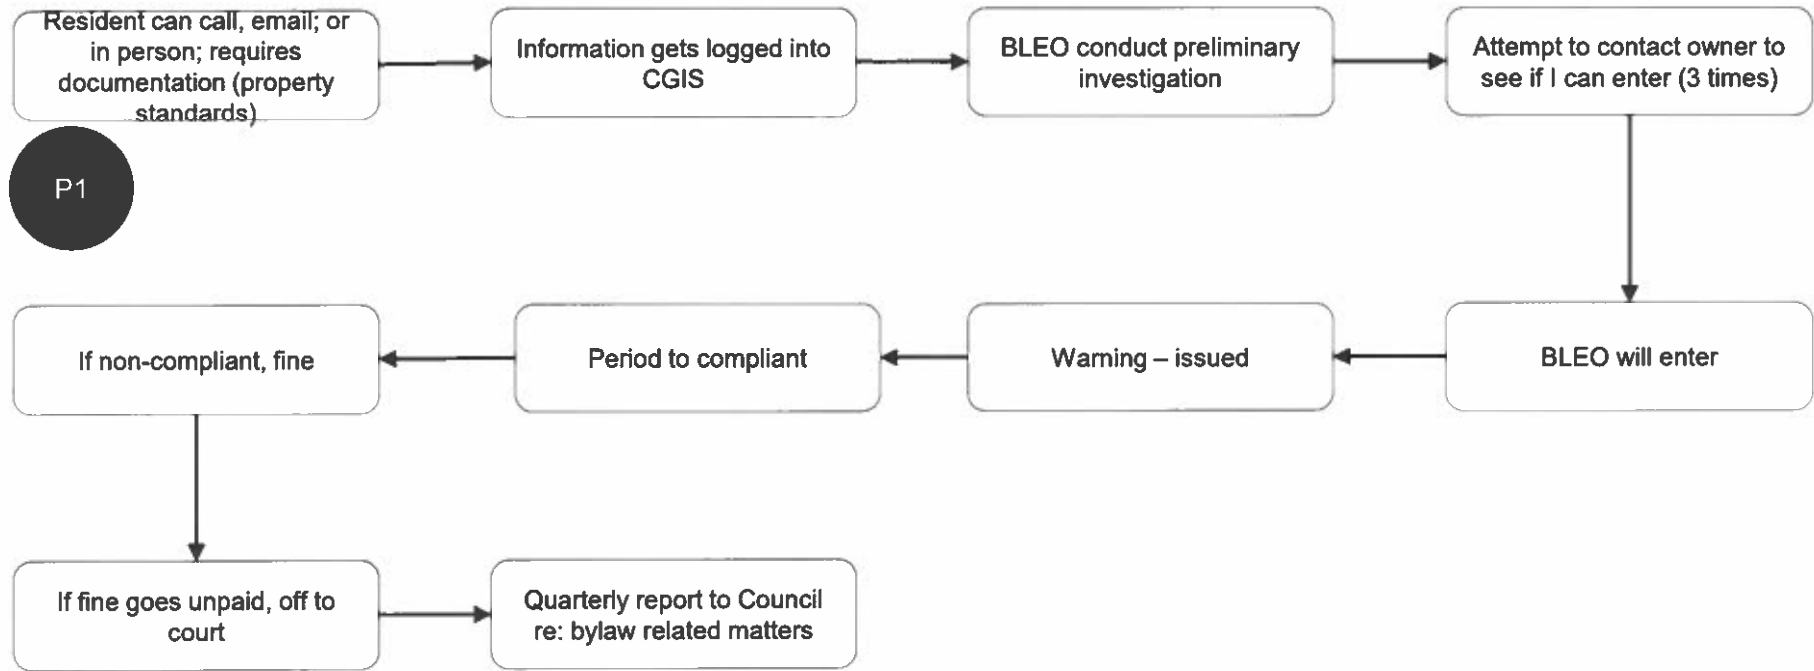 Resident can call, email; or
in person; requires
documentation (property
standards)
Information gets logged into
CGIS
BLEO conduct preliminary
investigation
Attempt to contact owner to
see if I can enter (3 times)
P1
If non-compliant, fine
Period to compliant
Warning – issued
BLEO will enter
If fine goes unpaid, off to
court
Quarterly report to Council
re: bylaw related matters